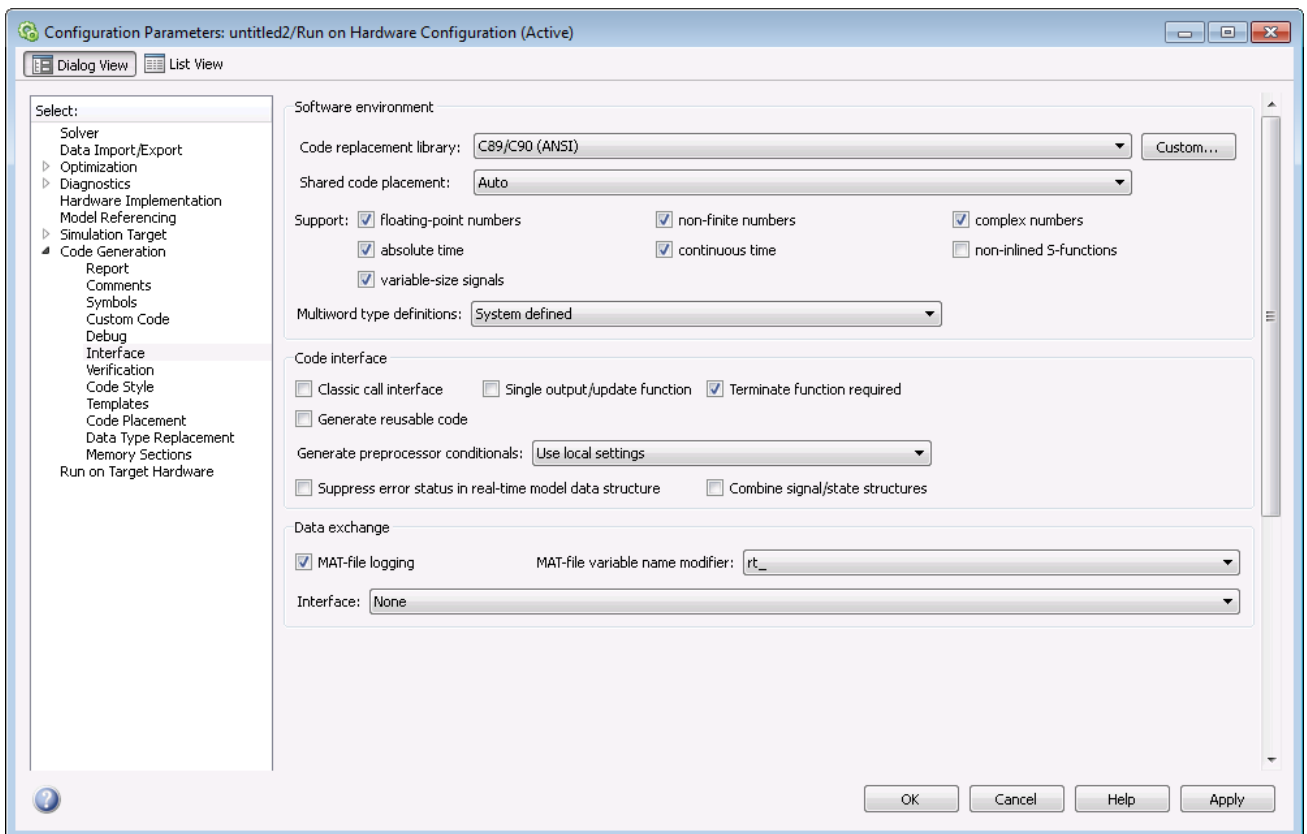 Configuration Parameters: untitled2/Run on Hardware Configuration (Active)
Dialog View List View
Select:
Solver
Data Import/Export
Optimization
Diagnostics
Hardware Implementation
Model Referencing
Simulation Target
Code Generation
Report
Comments
Symbols
Custom Code
Debug
Interface
Verification
Code Style
Templates
Code Placement
Data Type Replacement
Memory Sections
Run on Target Hardware
Software environment
Code replacement library: C89/C90 (ANSI) Custom...
Shared code placement: Auto
Support: floating-point numbers non-finite numbers complex numbers
absolute time continuous time non-inlined S-functions
variable-size signals
Multiword type definitions: System defined
Code interface
Classic call interface Single output/update function Terminate function required
Generate reusable code
Generate preprocessor conditionals: Use local settings
Suppress error status in real-time model data structure Combine signal/state structures
Data exchange
MAT-file logging MAT-file variable name modifier: rt_
Interface: None
OK Cancel Help Apply